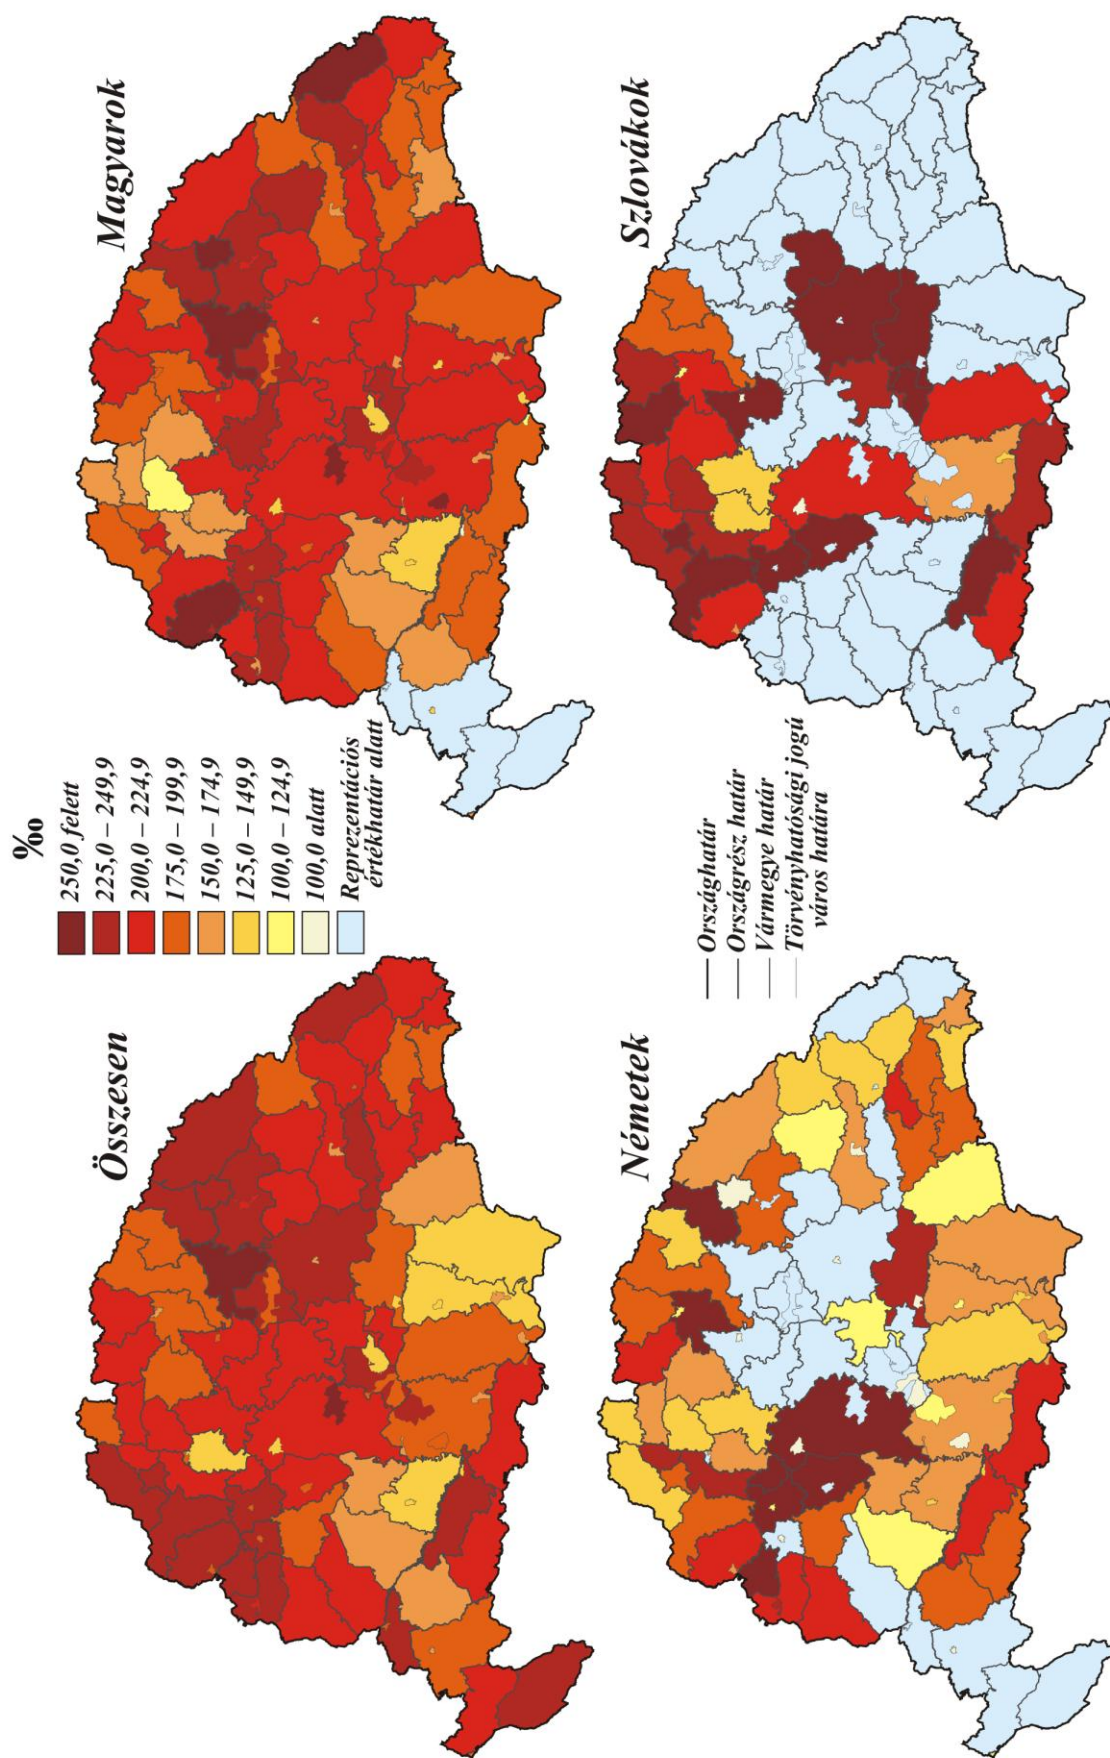 Összesen
Magyarok
‰
250,0 felett
225,0 – 249,9
200,0 – 224,9
175,0 – 199,9
150,0 – 174,9
125,0 – 149,9
100,0 – 124,9
100,0 alatt
Reprezentációs
értékhatár alatt
Németek
Szlovákok
Országhatár
Országrész határ
Vármegye határ
Törvényhatósági jogú
város határa